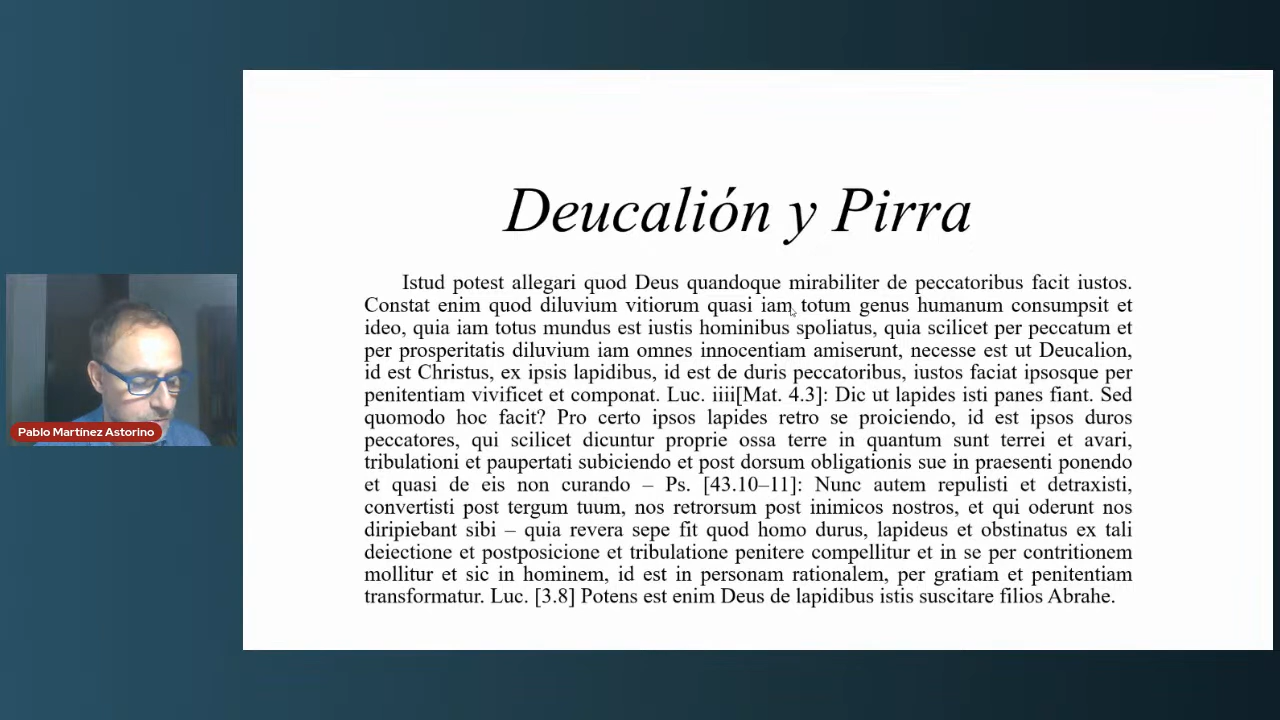 Deucalión y Pirra
Istud potest allegari quod Deus quandoque mirabiliter de peccatoribus facit iustos.
Constat enim quod diluvium vitiorum quasi iam totum genus humanum consumpsit et
ideo, quia iam totus mundus est iustis hominibus spoliatus, quia scilicet per peccatum et
per prosperitatis diluvium iam omnes innocentiam amiserunt, necesse est ut Deucalion,
id est Christus, ex ipsis lapidibus, id est de duris peccatoribus, iustos faciat ipsosque per
penitentiam vivificet et componat. Luc. iiii[Mat. 4.3]: Dic ut lapides isti panes fiant. Sed
quomodo hoc facit? Pro certo ipsos lapides retro se proiciendo, id est ipsos duros
peccatores, qui scilicet dicuntur proprie ossa terre in quantum sunt terrei et avari,
tribulationi et paupertati subiciendo et post dorsum obligationis sue in praesenti ponendo
et quasi de eis non curando – Ps. [43.10–11]: Nunc autem repulisti et detraxisti,
convertisti post tergum tuum, nos retrorsum post inimicos nostros, et qui oderunt nos
diripiebant sibi – quia revera sepe fit quod homo durus, lapideus et obstinatus ex tali
deiectione et postposicione et tribulatione penitere compellitur et in se per contritionem
mollitur et sic in hominem, id est in personam rationalem, per gratiam et penitentiam
transformatur. Luc. [3.8] Potens est enim Deus de lapidibus istis suscitare filios Abrahe.
Pablo Martínez Astorino